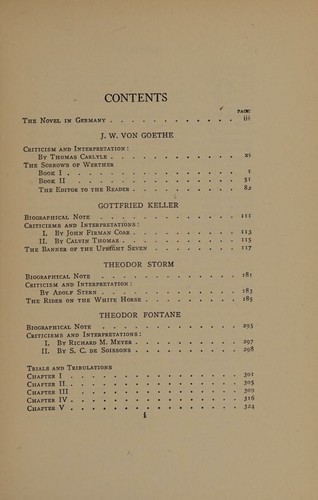 CONTENTS
PAGE
The Novel in Germany . . . . . . . . . . . . iii
J. W. VON GOETHE
Criticism and Interpretation:
By Thomas Carlyle . . . . . . . . . . . xi
The Sorrows of Werther
Book I . . . . . . . . . . . . . . . . 1
Book II . . . . . . . . . . . . . . . 51
The Editor to the Reader . . . . . . . . . 82
GOTTFRIED KELLER
Biographical Note . . . . . . . . . . . . 111
Criticisms and Interpretations:
I. By John Firman Coar . . . . . . . . . 113
II. By Calvin Thomas . . . . . . . . . . 115
The Banner of the Upright Seven . . . . . . . 117
THEODOR STORM
Biographical Note . . . . . . . . . . . . 181
Criticism and Interpretation:
By Adolf Stern . . . . . . . . . . . . 183
The Rider on the White Horse . . . . . . . . 189
THEODOR FONTANE
Biographical Note . . . . . . . . . . . . 295
Criticisms and Interpretations:
I. By Richard M. Meyer . . . . . . . . . 297
II. By S. C. de Soissons . . . . . . . . . 298
Trials and Tribulations
Chapter I . . . . . . . . . . . . . . . 301
Chapter II . . . . . . . . . . . . . . . 305
Chapter III . . . . . . . . . . . . . . 309
Chapter IV . . . . . . . . . . . . . . . 316
Chapter V . . . . . . . . . . . . . . . 324